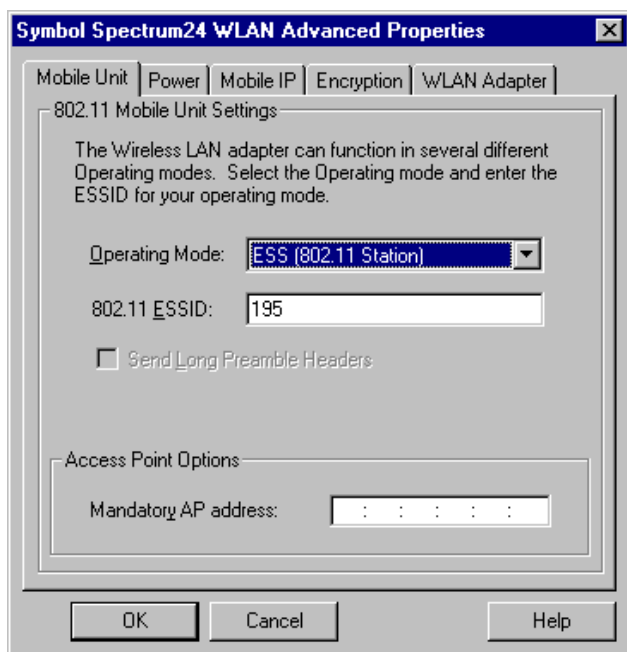 Symbol Spectrum24 WLAN Advanced Properties
Mobile Unit Power Mobile IP Encryption WLAN Adapter
802.11 Mobile Unit Settings
The Wireless LAN adapter can function in several different
Operating modes. Select the Operating mode and enter the
ESSID for your operating mode.
Operating Mode: ESS (802.11 Station)
802.11 ESSID: 195
Send Long Preamble Headers
Access Point Options
Mandatory AP address: : : : : :
OK Cancel Help